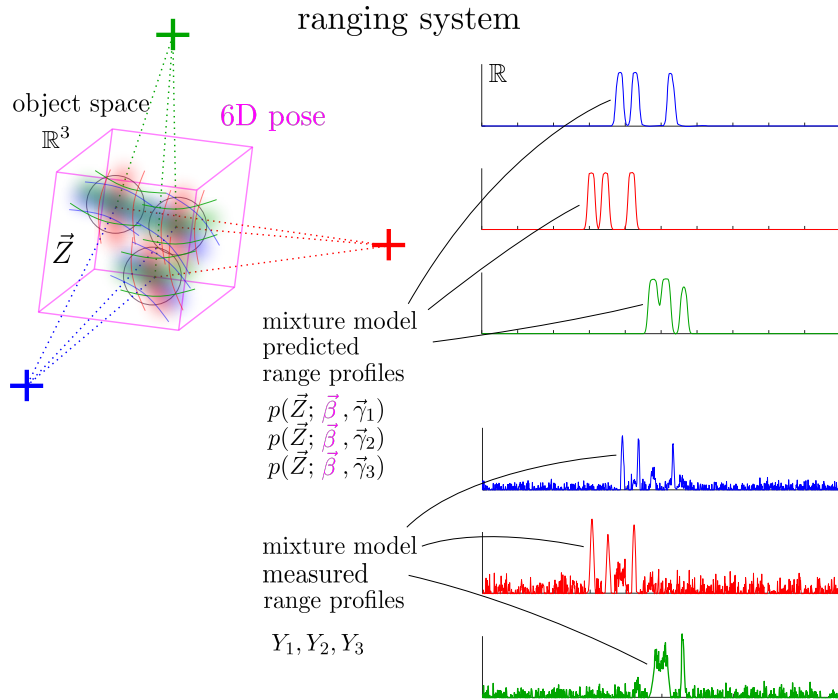 ranging system
ℝ
object space
ℝ³
6D pose
Z⃗
mixture model
predicted
range profiles
p(Z⃗; β⃗ , γ⃗₁)
p(Z⃗; β⃗ , γ⃗₂)
p(Z⃗; β⃗ , γ⃗₃)
mixture model
measured
range profiles
Y₁, Y₂, Y₃